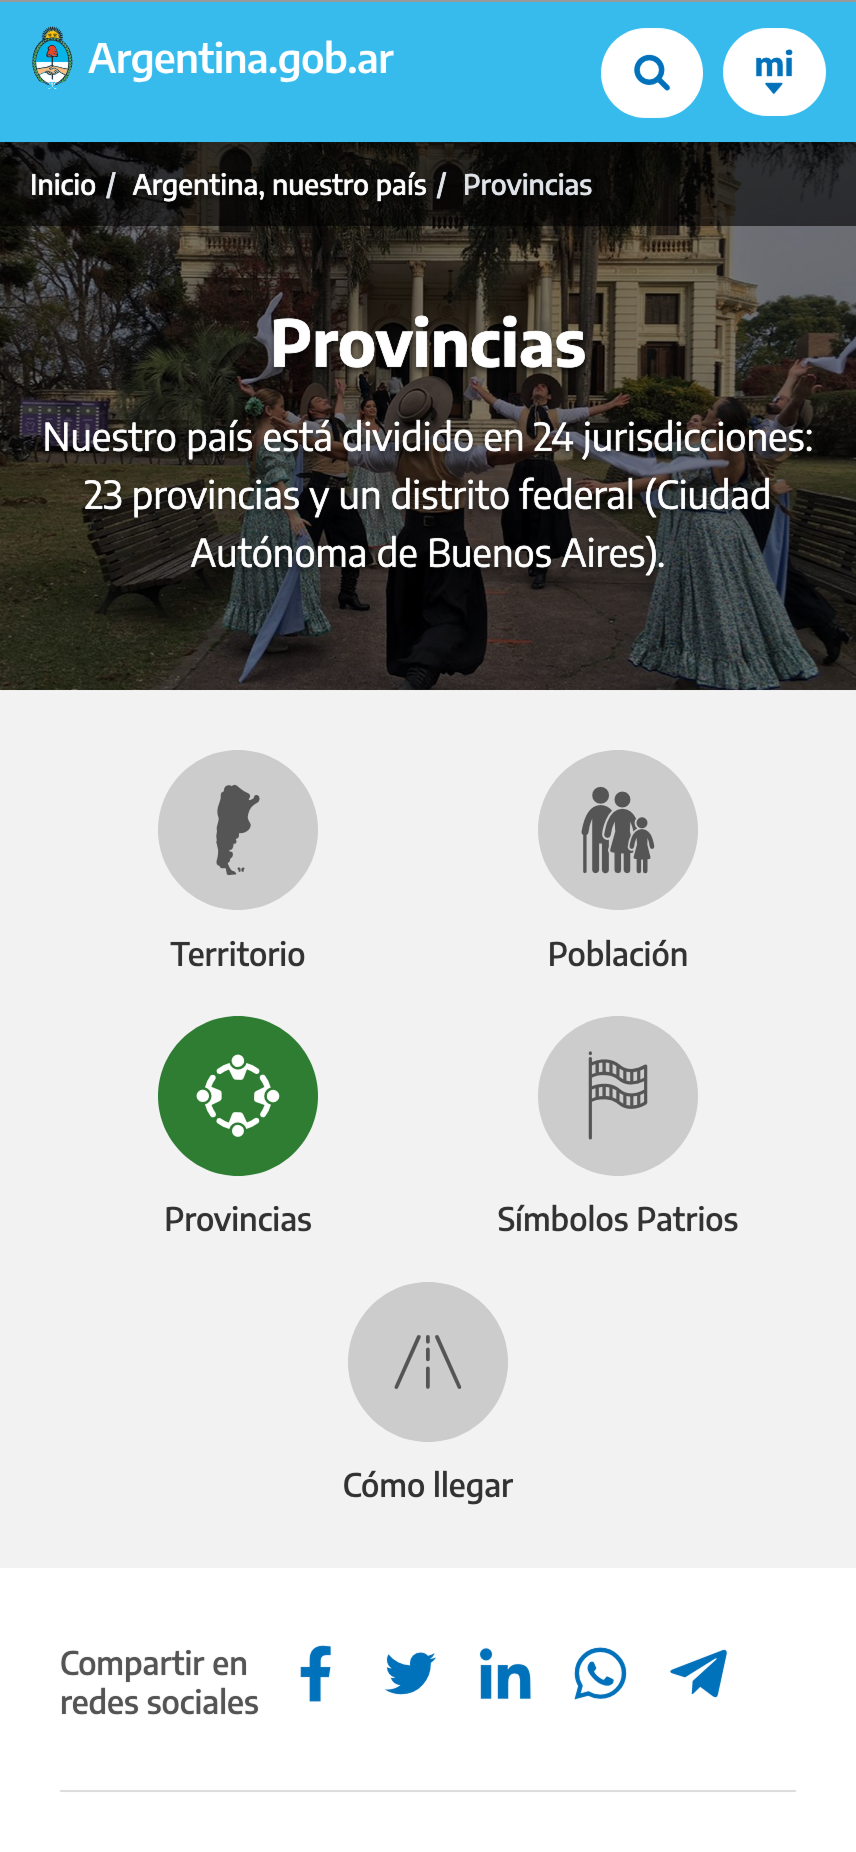 Argentina.gob.ar
mi
Inicio / Argentina, nuestro país / Provincias
Provincias
Nuestro país está dividido en 24 jurisdicciones:
23 provincias y un distrito federal (Ciudad
Autónoma de Buenos Aires).
Territorio
Población
Provincias
Símbolos Patrios
Cómo llegar
Compartir en
redes sociales